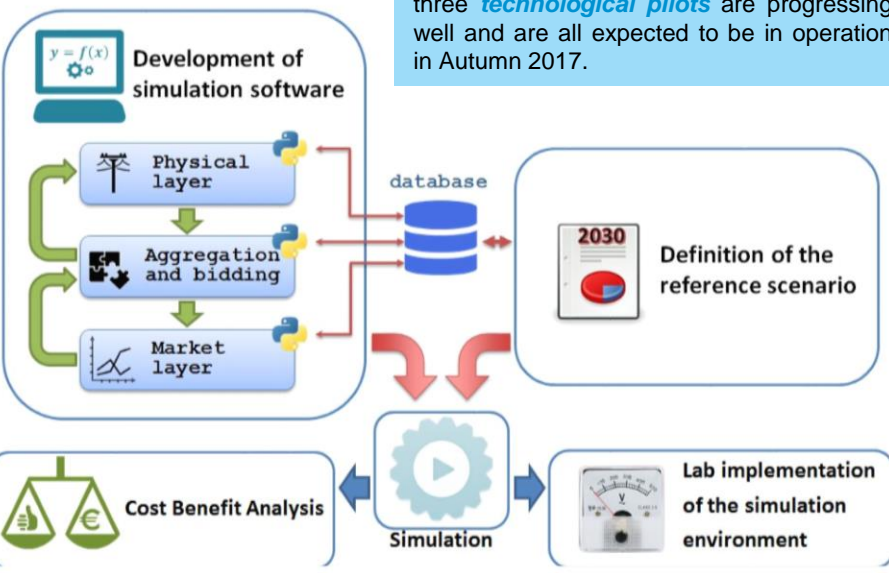 three technological pilots are progressing
well and are all expected to be in operation
in Autumn 2017.
y = f(x)
Development of
simulation software
Physical
layer
Aggregation
and bidding
Market
layer
database
2030
Definition of the
reference scenario
Simulation
€
Cost Benefit Analysis
V
Lab implementation
of the simulation
environment